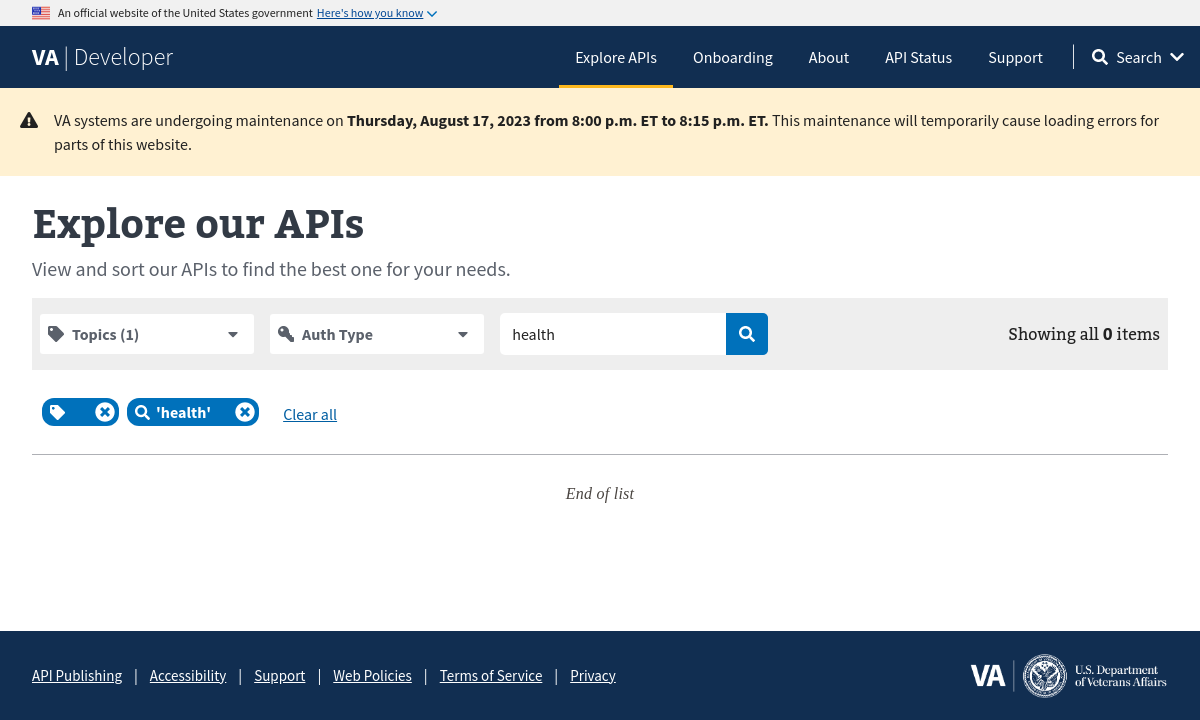 An official website of the United States government Here's how you know
VA | Developer
Explore APIs
Onboarding
About
API Status
Support
Search
VA systems are undergoing maintenance on Thursday, August 17, 2023 from 8:00 p.m. ET to 8:15 p.m. ET. This maintenance will temporarily cause loading errors for
parts of this website.
Explore our APIs
View and sort our APIs to find the best one for your needs.
Topics (1)
Auth Type
health
Showing all 0 items
'health'
Clear all
End of list
API Publishing | Accessibility | Support | Web Policies | Terms of Service | Privacy
VA
U.S. Department
of Veterans Affairs